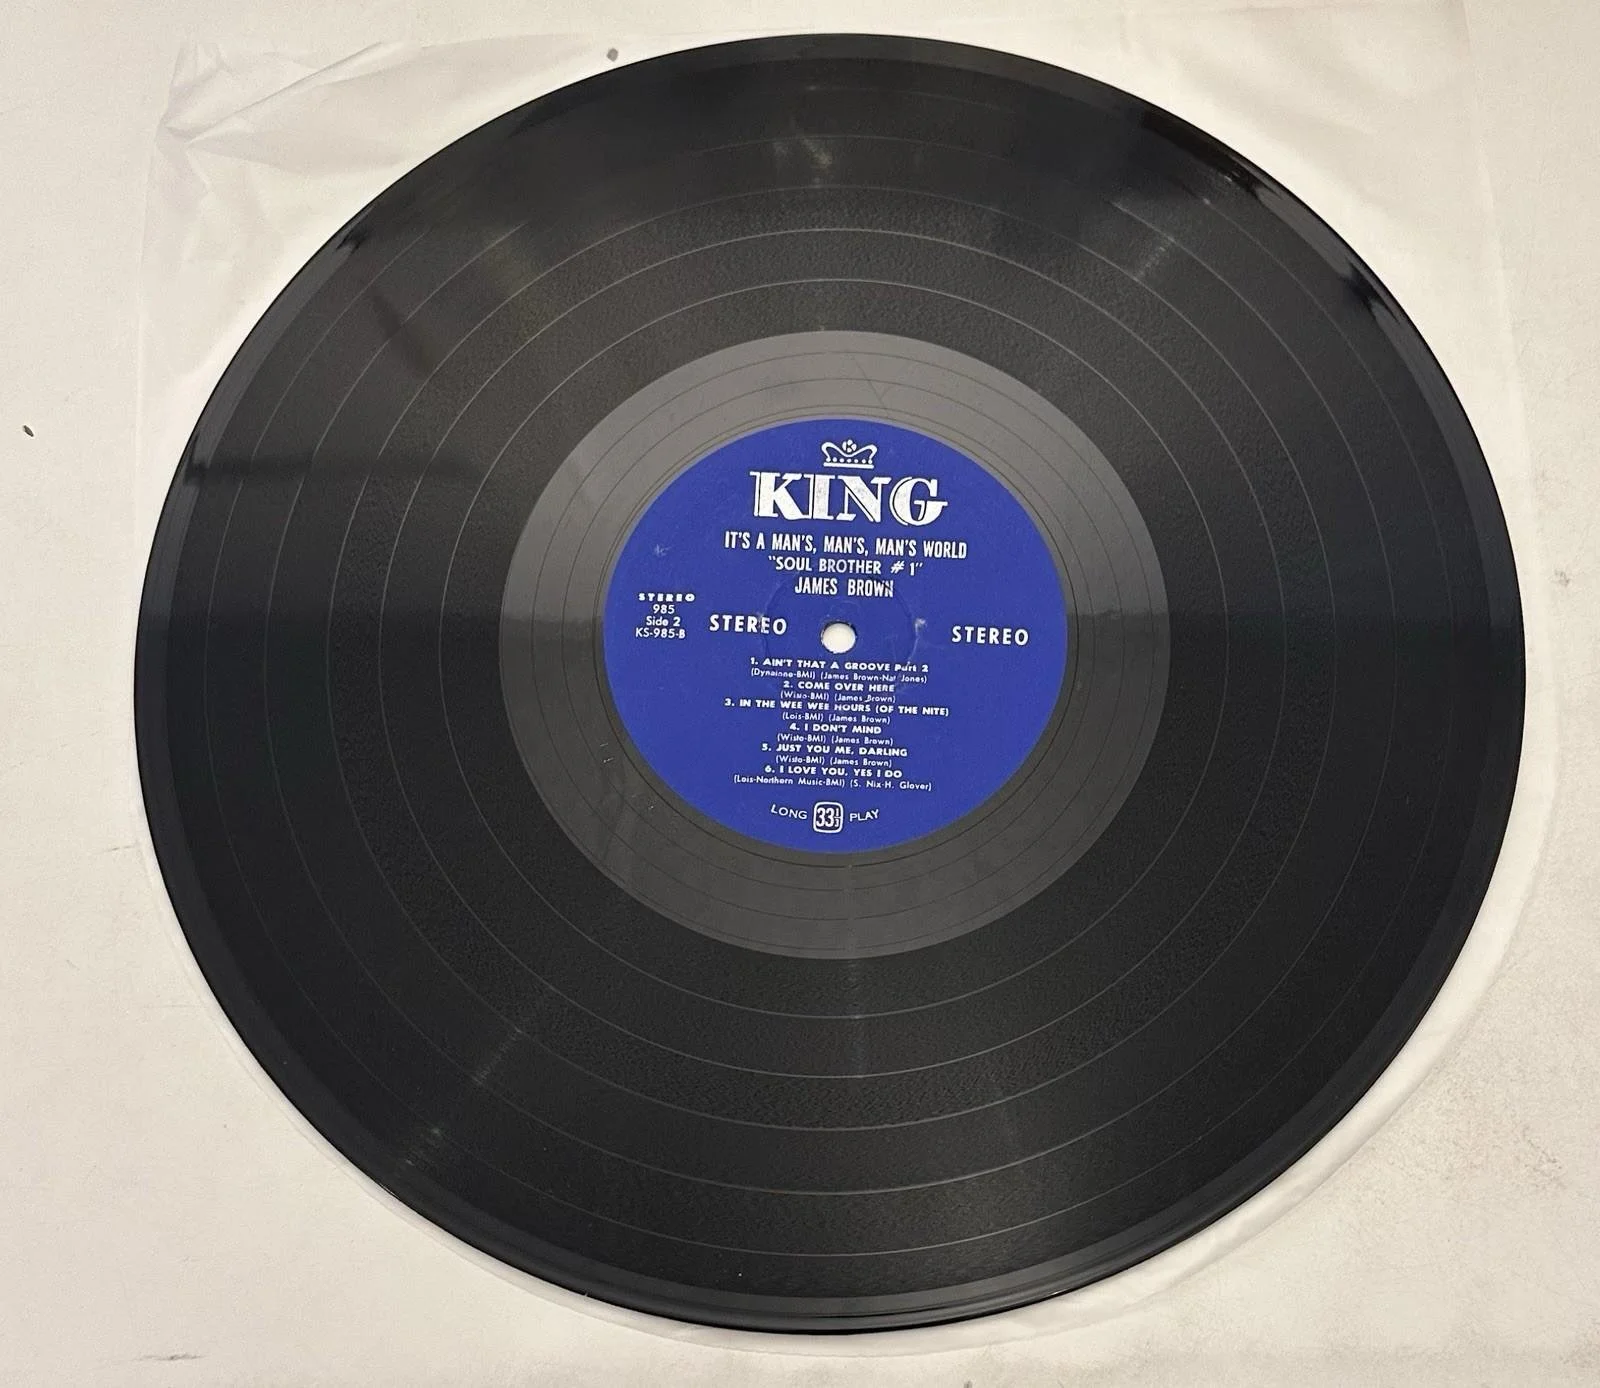 KING
IT'S A MAN'S, MAN'S, MAN'S WORLD
"SOUL BROTHER # 1"
JAMES BROWN
STEREO
985
Side 2
KS-985-B
STEREO
STEREO
1. AIN'T THAT A GROOVE Part 2
(Dynatone-BMI) (James Brown-Nat Jones)
2. COME OVER HERE
(Wisto-BMI) (James Brown)
3. IN THE WEE WEE HOURS (OF THE NITE)
(Lois-BMI) (James Brown)
4. I DON'T MIND
(Wisto-BMI) (James Brown)
5. JUST YOU ME, DARLING
(Wisto-BMI) (James Brown)
6. I LOVE YOU, YES I DO
(Lois-Northern Music-BMI) (S. Nix-H. Glover)
LONG 33 1/3 PLAY